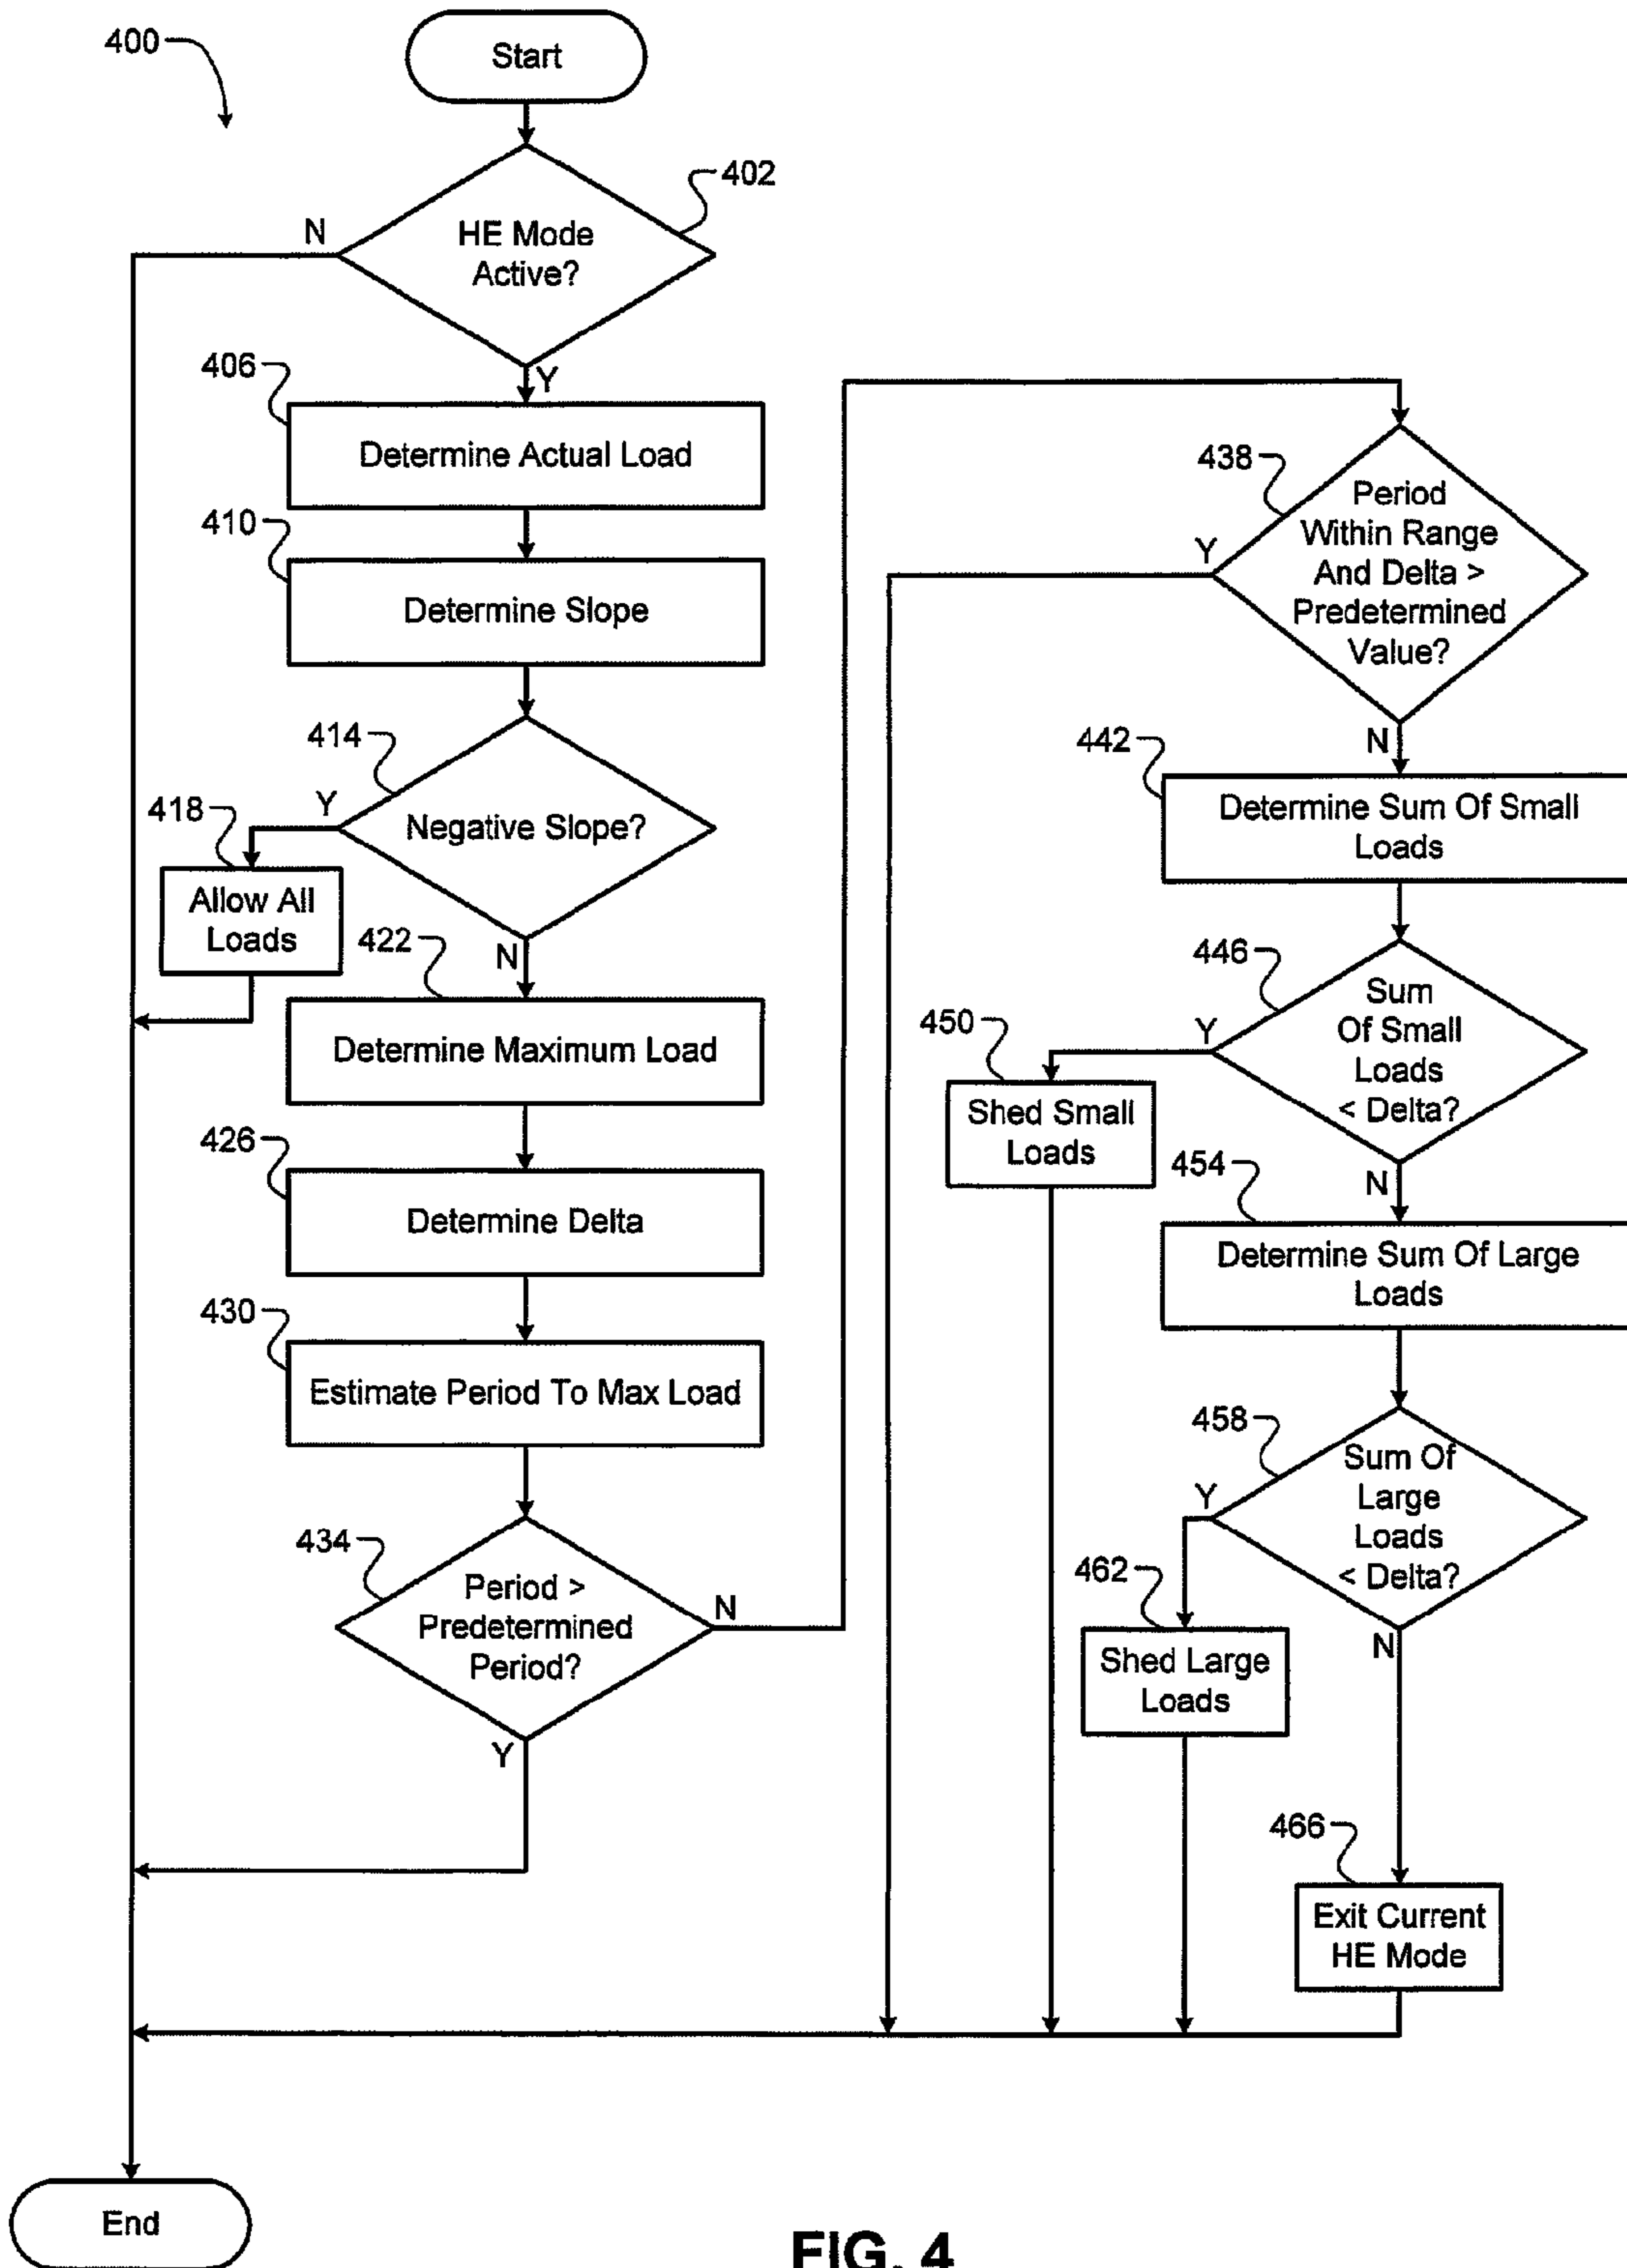 400
Start
402
N
HE Mode
Active?
Y
406
Determine Actual Load
410
Determine Slope
414
Y
Negative Slope?
N
418
Allow All
Loads
422
Determine Maximum Load
426
Determine Delta
430
Estimate Period To Max Load
434
Period >
Predetermined
Period?
N
Y
438
Period
Within Range
And Delta >
Predetermined
Value?
Y
N
442
Determine Sum Of Small
Loads
446
Sum
Of Small
Loads
< Delta?
Y
N
450
Shed Small
Loads
454
Determine Sum Of Large
Loads
458
Sum Of
Large
Loads
< Delta?
Y
N
462
Shed Large
Loads
466
Exit Current
HE Mode
End
FIG. 4